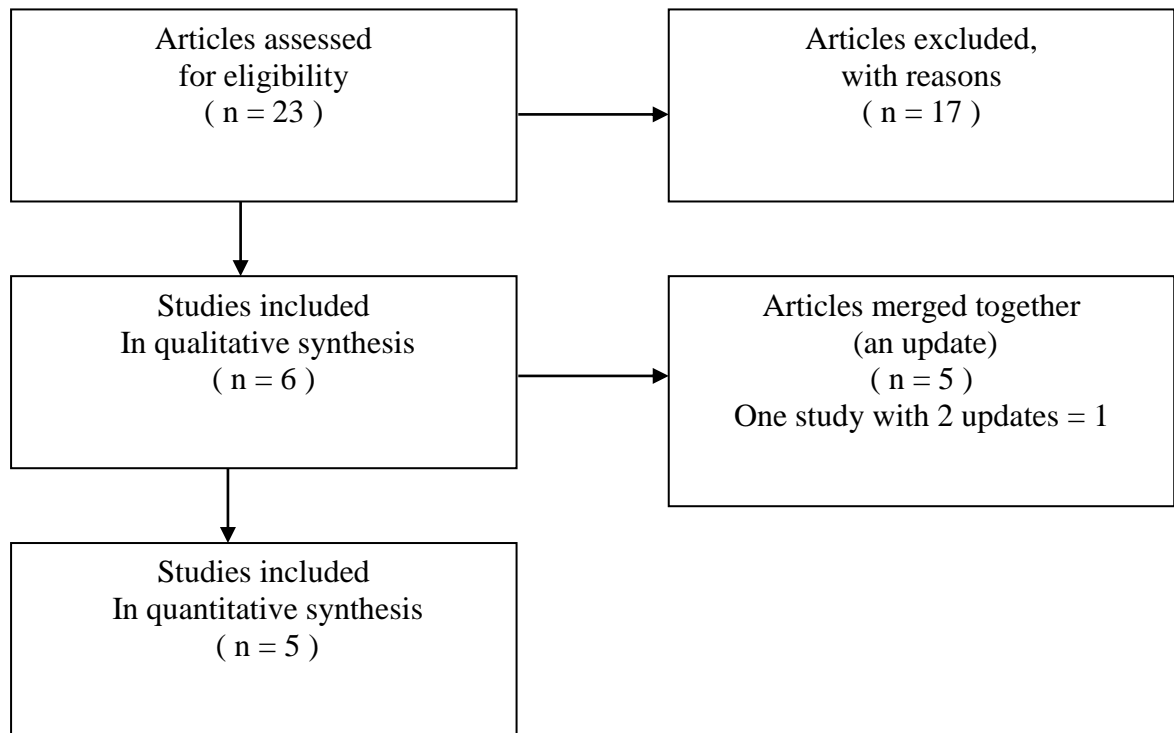 Articles assessed
for eligibility
( n = 23 )
Articles excluded,
with reasons
( n = 17 )
Studies included
In qualitative synthesis
( n = 6 )
Articles merged together
(an update)
( n = 5 )
One study with 2 updates = 1
Studies included
In quantitative synthesis
( n = 5 )